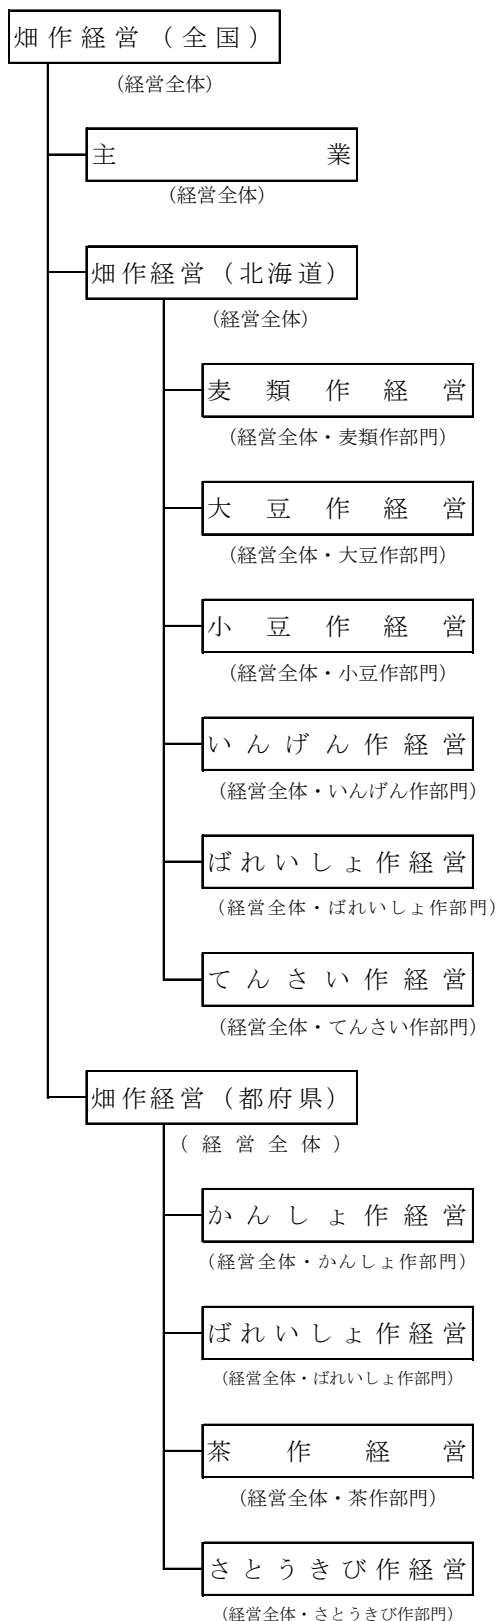 畑作経営（全国）
（経営全体）
主業
（経営全体）
畑作経営（北海道）
（経営全体）
麦類作経営
（経営全体・麦類作部門）
大豆作経営
（経営全体・大豆作部門）
小豆作経営
（経営全体・小豆作部門）
いんげん作経営
（経営全体・いんげん作部門）
ばれいしょ作経営
（経営全体・ばれいしょ作部門）
てんさい作経営
（経営全体・てんさい作部門）
畑作経営（都府県）
（経営全体）
かんしょ作経営
（経営全体・かんしょ作部門）
ばれいしょ作経営
（経営全体・ばれいしょ作部門）
茶作経営
（経営全体・茶作部門）
さとうきび作経営
（経営全体・さとうきび作部門）